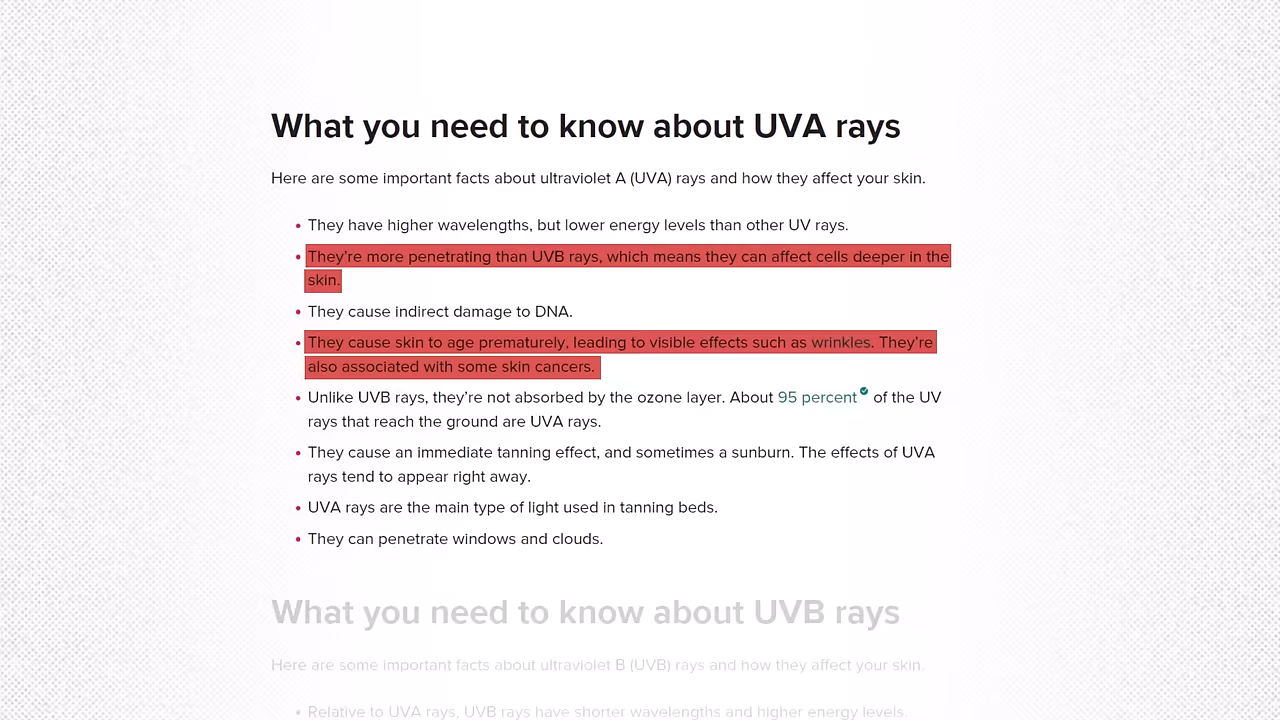 What you need to know about UVA rays
Here are some important facts about ultraviolet A (UVA) rays and how they affect your skin.
• They have higher wavelengths, but lower energy levels than other UV rays.
• They're more penetrating than UVB rays, which means they can affect cells deeper in the
skin.
• They cause indirect damage to DNA.
• They cause skin to age prematurely, leading to visible effects such as wrinkles. They're
also associated with some skin cancers.
• Unlike UVB rays, they're not absorbed by the ozone layer. About 95 percent of the UV
rays that reach the ground are UVA rays.
• They cause an immediate tanning effect, and sometimes a sunburn. The effects of UVA
rays tend to appear right away.
• UVA rays are the main type of light used in tanning beds.
• They can penetrate windows and clouds.
What you need to know about UVB rays
Here are some important facts about ultraviolet B (UVB) rays and how they affect your skin.
• Relative to UVA rays, UVB rays have shorter wavelengths and higher energy levels.